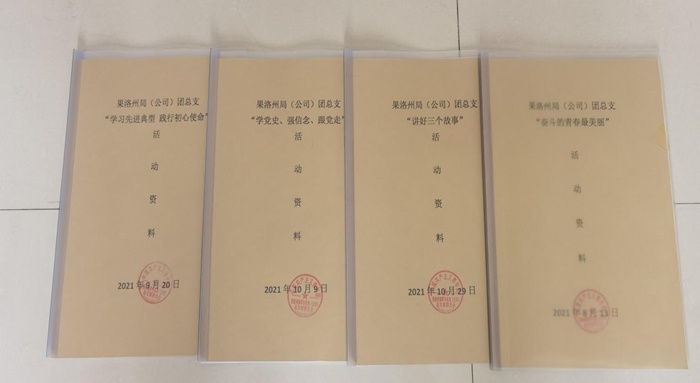 果洛州局（公司）团总支
“学习先进典型 践行初心使命”
活
动
资
料
2021年9月20日
果洛州局（公司）团总支
“学党史、强信念、跟党走”
活
动
资
料
2021年10月9日
果洛州局（公司）团总支
“讲好三个故事”
活
动
资
料
2021年10月29日
果洛州局（公司）团总支
“奋斗的青春最美丽”
活
动
资
料